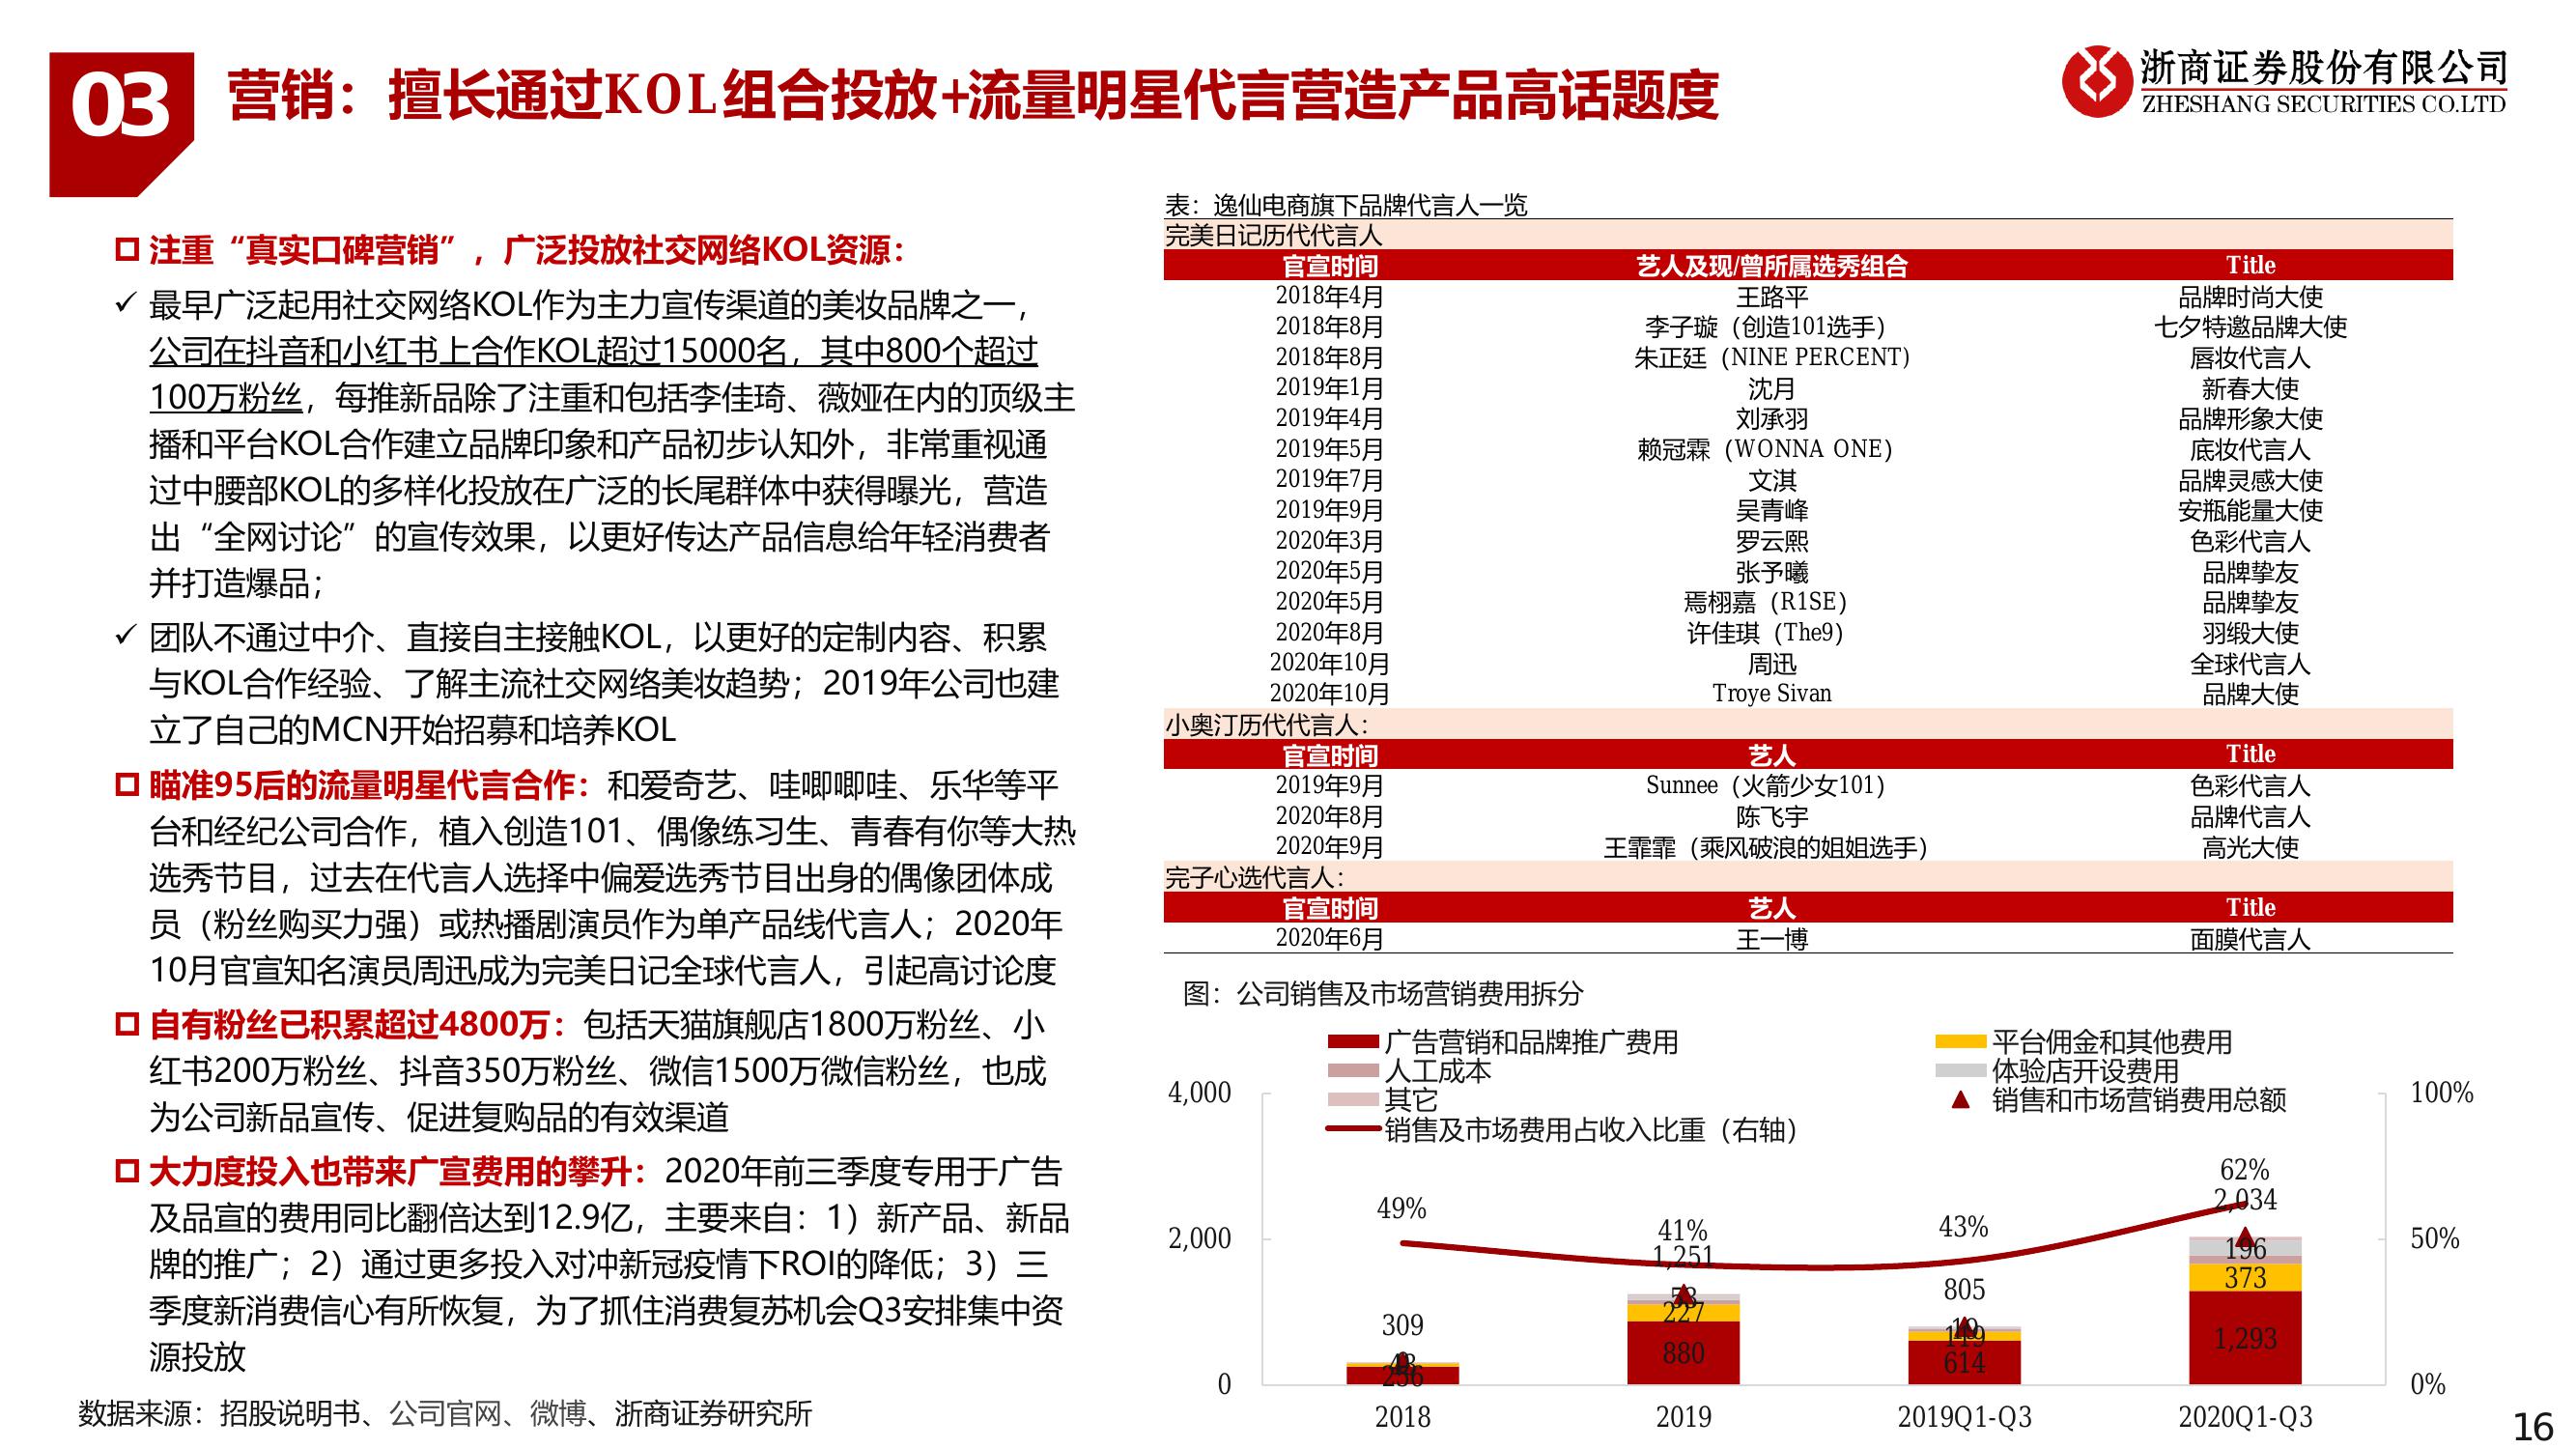 03
营销：擅长通过KOL组合投放+流量明星代言营造产品高话题度
浙商证券股份有限公司
ZHESHANG SECURITIES CO.LTD
注重“真实口碑营销”，广泛投放社交网络KOL资源：
✓ 最早广泛起用社交网络KOL作为主力宣传渠道的美妆品牌之一，
公司在抖音和小红书上合作KOL超过15000名，其中800个超过
100万粉丝，每推新品除了注重和包括李佳琦、薇娅在内的顶级主
播和平台KOL合作建立品牌印象和产品初步认知外，非常重视通
过中腰部KOL的多样化投放在广泛的长尾群体中获得曝光，营造
出“全网讨论”的宣传效果，以更好传达产品信息给年轻消费者
并打造爆品；
✓ 团队不通过中介、直接自主接触KOL，以更好的定制内容、积累
与KOL合作经验、了解主流社交网络美妆趋势；2019年公司也建
立了自己的MCN开始招募和培养KOL
瞄准95后的流量明星代言合作：和爱奇艺、哇唧唧哇、乐华等平
台和经纪公司合作，植入创造101、偶像练习生、青春有你等大热
选秀节目，过去在代言人选择中偏爱选秀节目出身的偶像团体成
员（粉丝购买力强）或热播剧演员作为单产品线代言人；2020年
10月官宣知名演员周迅成为完美日记全球代言人，引起高讨论度
自有粉丝已积累超过4800万：包括天猫旗舰店1800万粉丝、小
红书200万粉丝、抖音350万粉丝、微信1500万微信粉丝，也成
为公司新品宣传、促进复购品的有效渠道
大力度投入也带来广宣费用的攀升：2020年前三季度专用于广告
及品宣的费用同比翻倍达到12.9亿，主要来自：1）新产品、新品
牌的推广；2）通过更多投入对冲新冠疫情下ROI的降低；3）三
季度新消费信心有所恢复，为了抓住消费复苏机会Q3安排集中资
源投放
数据来源：招股说明书、公司官网、微博、浙商证券研究所
表：逸仙电商旗下品牌代言人一览
完美日记历代代言人
官宣时间 艺人及现/曾所属选秀组合 Title
2018年4月 王路平 品牌时尚大使
2018年8月 李子璇（创造101选手） 七夕特邀品牌大使
2018年8月 朱正廷（NINE PERCENT） 唇妆代言人
2019年1月 沈月 新春大使
2019年4月 刘承羽 品牌形象大使
2019年5月 赖冠霖（WONNA ONE） 底妆代言人
2019年7月 文淇 品牌灵感大使
2019年9月 吴青峰 安瓶能量大使
2020年3月 罗云熙 色彩代言人
2020年5月 张予曦 品牌挚友
2020年5月 焉栩嘉（R1SE） 品牌挚友
2020年8月 许佳琪（The9） 羽缎大使
2020年10月 周迅 全球代言人
2020年10月 Troye Sivan 品牌大使
小奥汀历代代言人：
官宣时间 艺人 Title
2019年9月 Sunnee（火箭少女101） 色彩代言人
2020年8月 陈飞宇 品牌代言人
2020年9月 王霏霏（乘风破浪的姐姐选手） 高光大使
完子心选代言人：
官宣时间 艺人 Title
2020年6月 王一博 面膜代言人
图：公司销售及市场营销费用拆分
广告营销和品牌推广费用 平台佣金和其他费用
人工成本 体验店开设费用
其它 销售和市场营销费用总额
销售及市场费用占收入比重（右轴）
4,000 100%
2,000 50%
0 0%
49% 41% 43% 62%
309 1,251 805 2,034
43 53 19 196
227 119 373
256 880 614 1,293
2018 2019 2019Q1-Q3 2020Q1-Q3
16